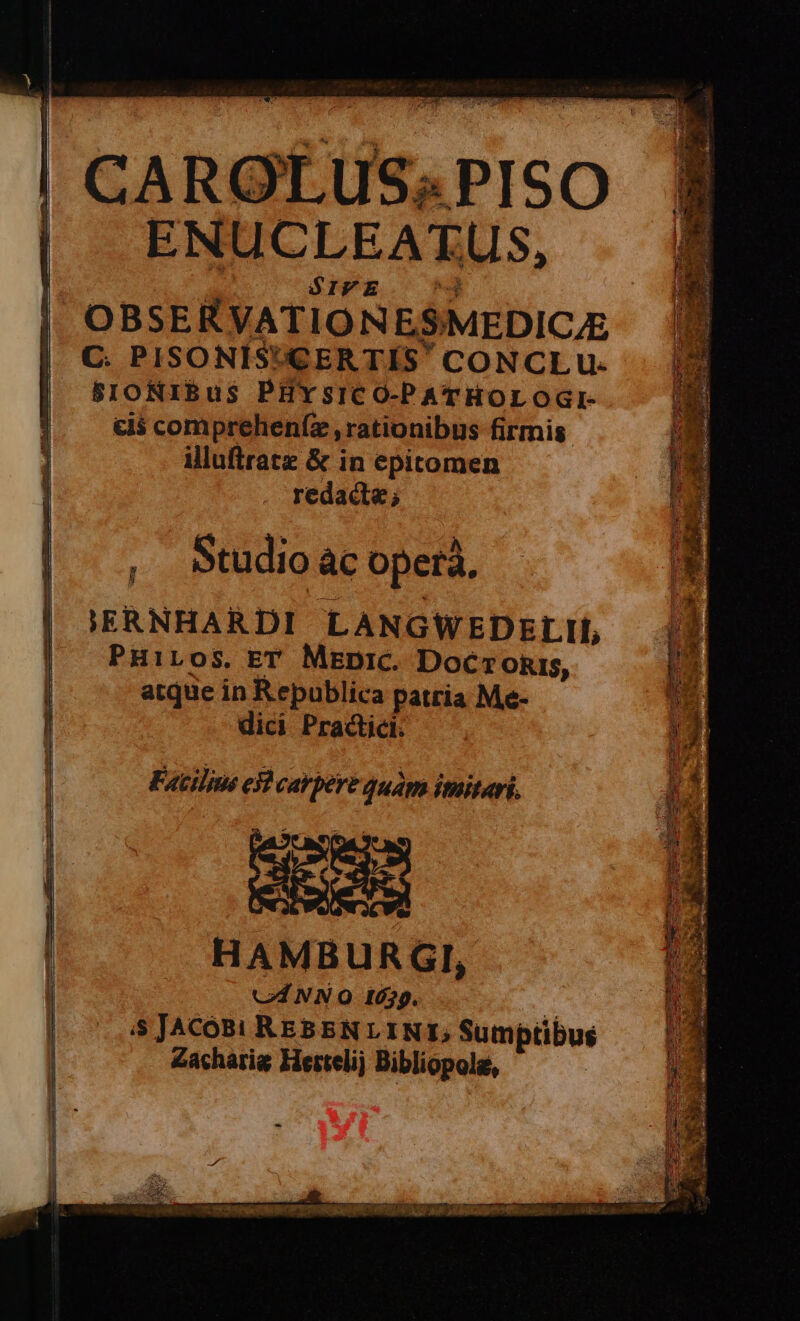 CAROLUS PISO
ENUCLEATUS,
SIVE
OBSERVATIONES MEDICÆ
C. PISONIS CERTIS CONCLU-
SIONIBUS PHYSICO-PATHOLOGI-
cis comprehenſæ, rationibus firmis
illuſtratæ & in epitomen
redactæ;
Studio ac operâ.
ERNHARDI LANGWEDELII,
PHILOS. ET MEDIC. DOCTORIS,
atque in Republica patria Me-
dici Practici.
Facilius est carpere quàm imitari.
HAMBURGI,
ANNO 1639.
s JACOBI REBENLINI, Sumptibus
Zachariæ Hertelij Bibliopolæ,